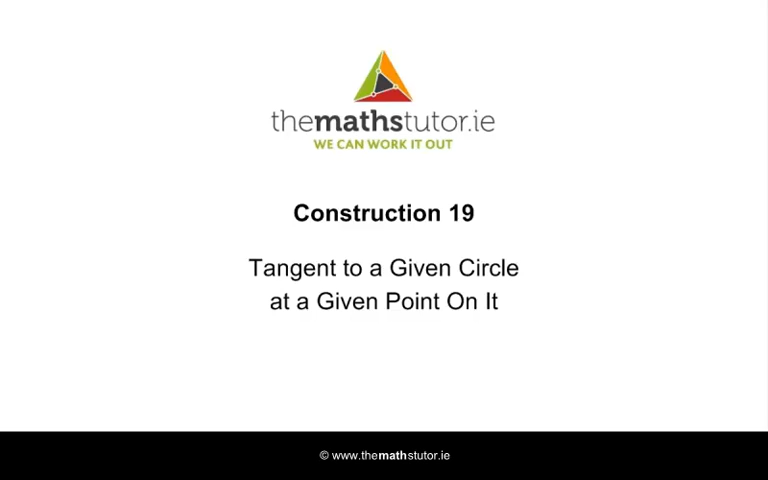 themathstutor.ie
WE CAN WORK IT OUT
Construction 19
Tangent to a Given Circle
at a Given Point On It
© www.themathstutor.ie